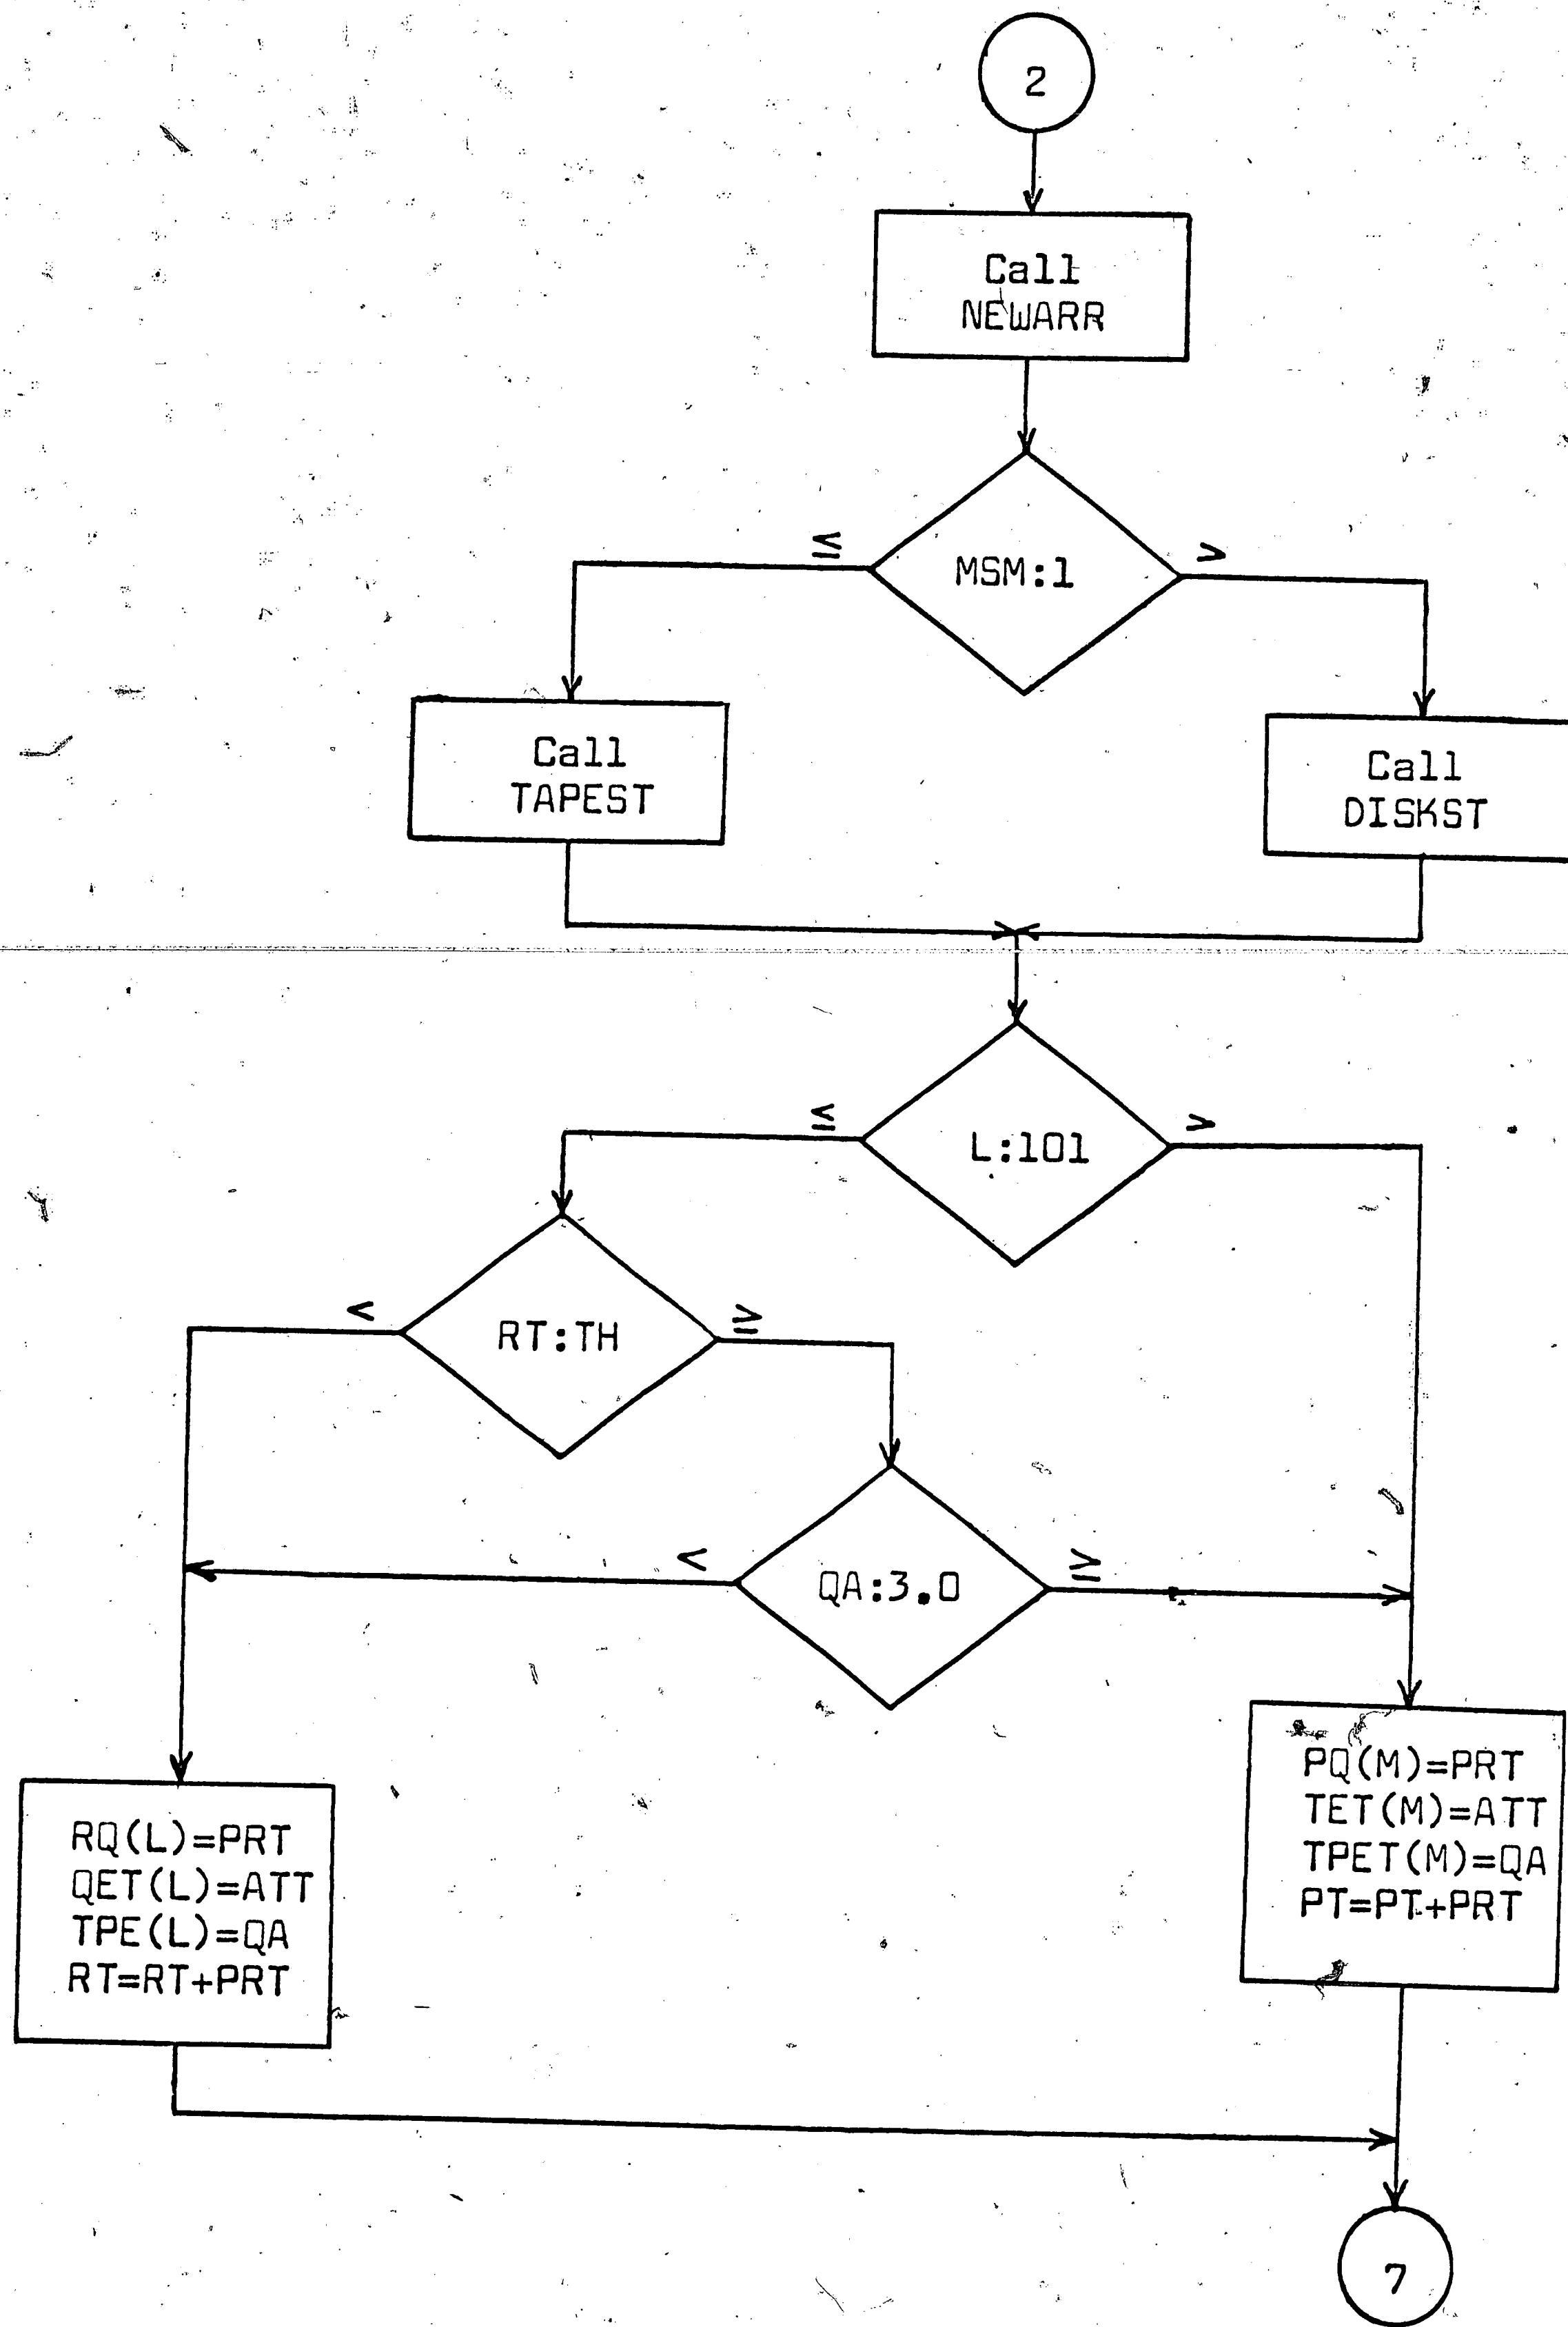 2
Call
NEWARR
≤
MSM:1
>
Call
TAPEST
Call
DISKST
≤
L:101
>
<
RT:TH
≥
<
QA:3.0
≥
PQ(M)=PRT
TET(M)=ATT
TPET(M)=QA
PT=PT+PRT
RQ(L)=PRT
QET(L)=ATT
TPE(L)=QA
RT=RT+PRT
7